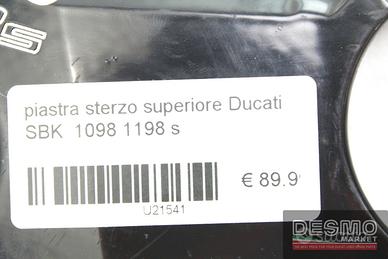 piastra sterzo superiore Ducati
SBK 1098 1198 s
€ 89.9
U21541
DESMO
MARKET